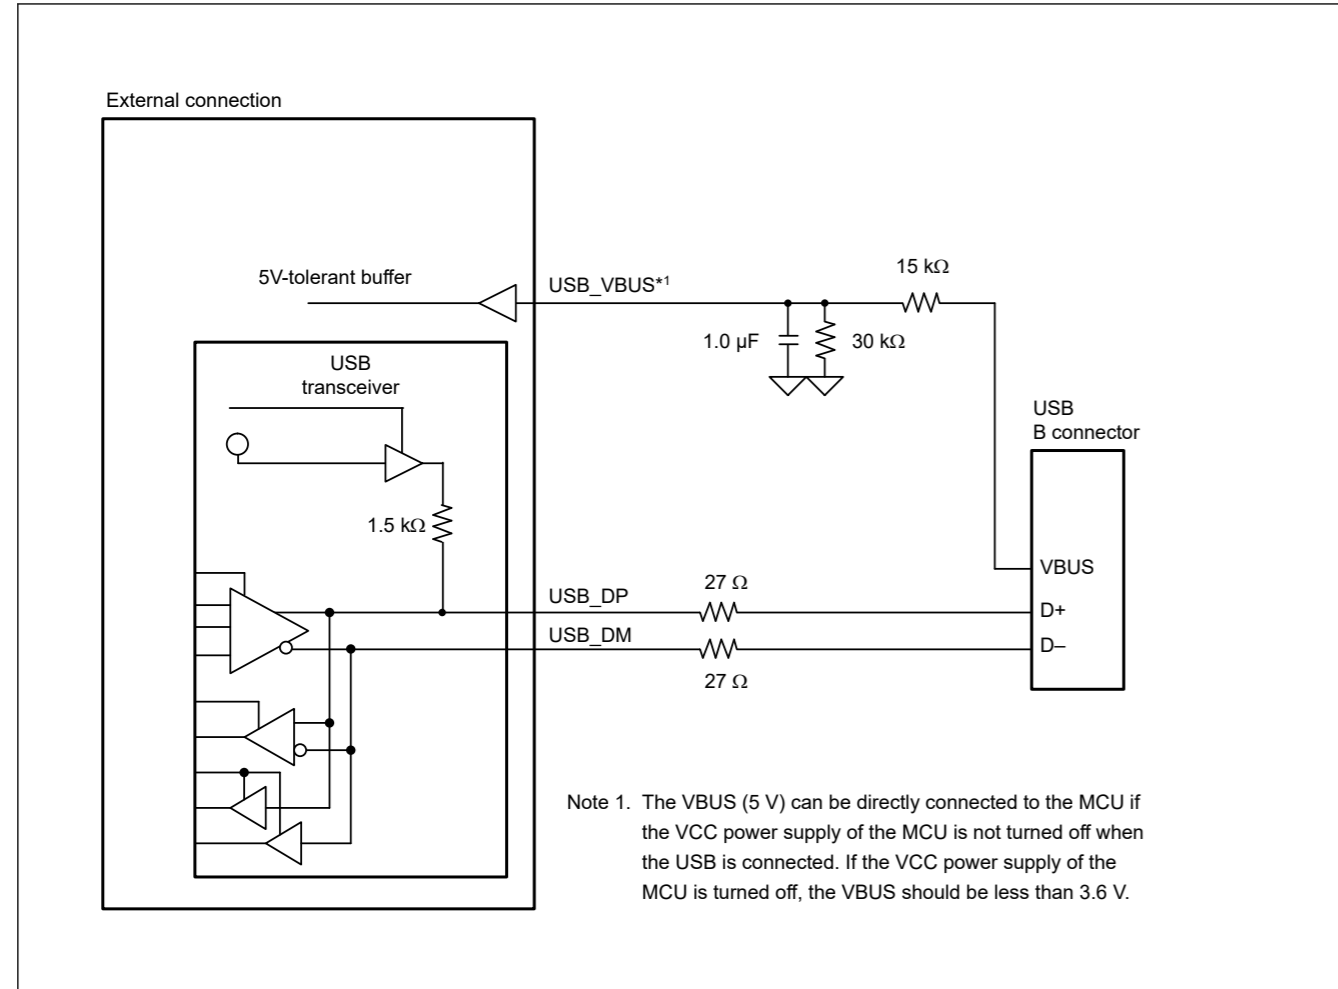 External connection
5V-tolerant buffer
USB_VBUS*1
15 kΩ
1.0 µF
30 kΩ
USB
transceiver
USB
B connector
1.5 kΩ
VBUS
27 Ω
USB_DP
D+
USB_DM
D–
27 Ω
Note 1. The VBUS (5 V) can be directly connected to the MCU if
the VCC power supply of the MCU is not turned off when
the USB is connected. If the VCC power supply of the
MCU is turned off, the VBUS should be less than 3.6 V.